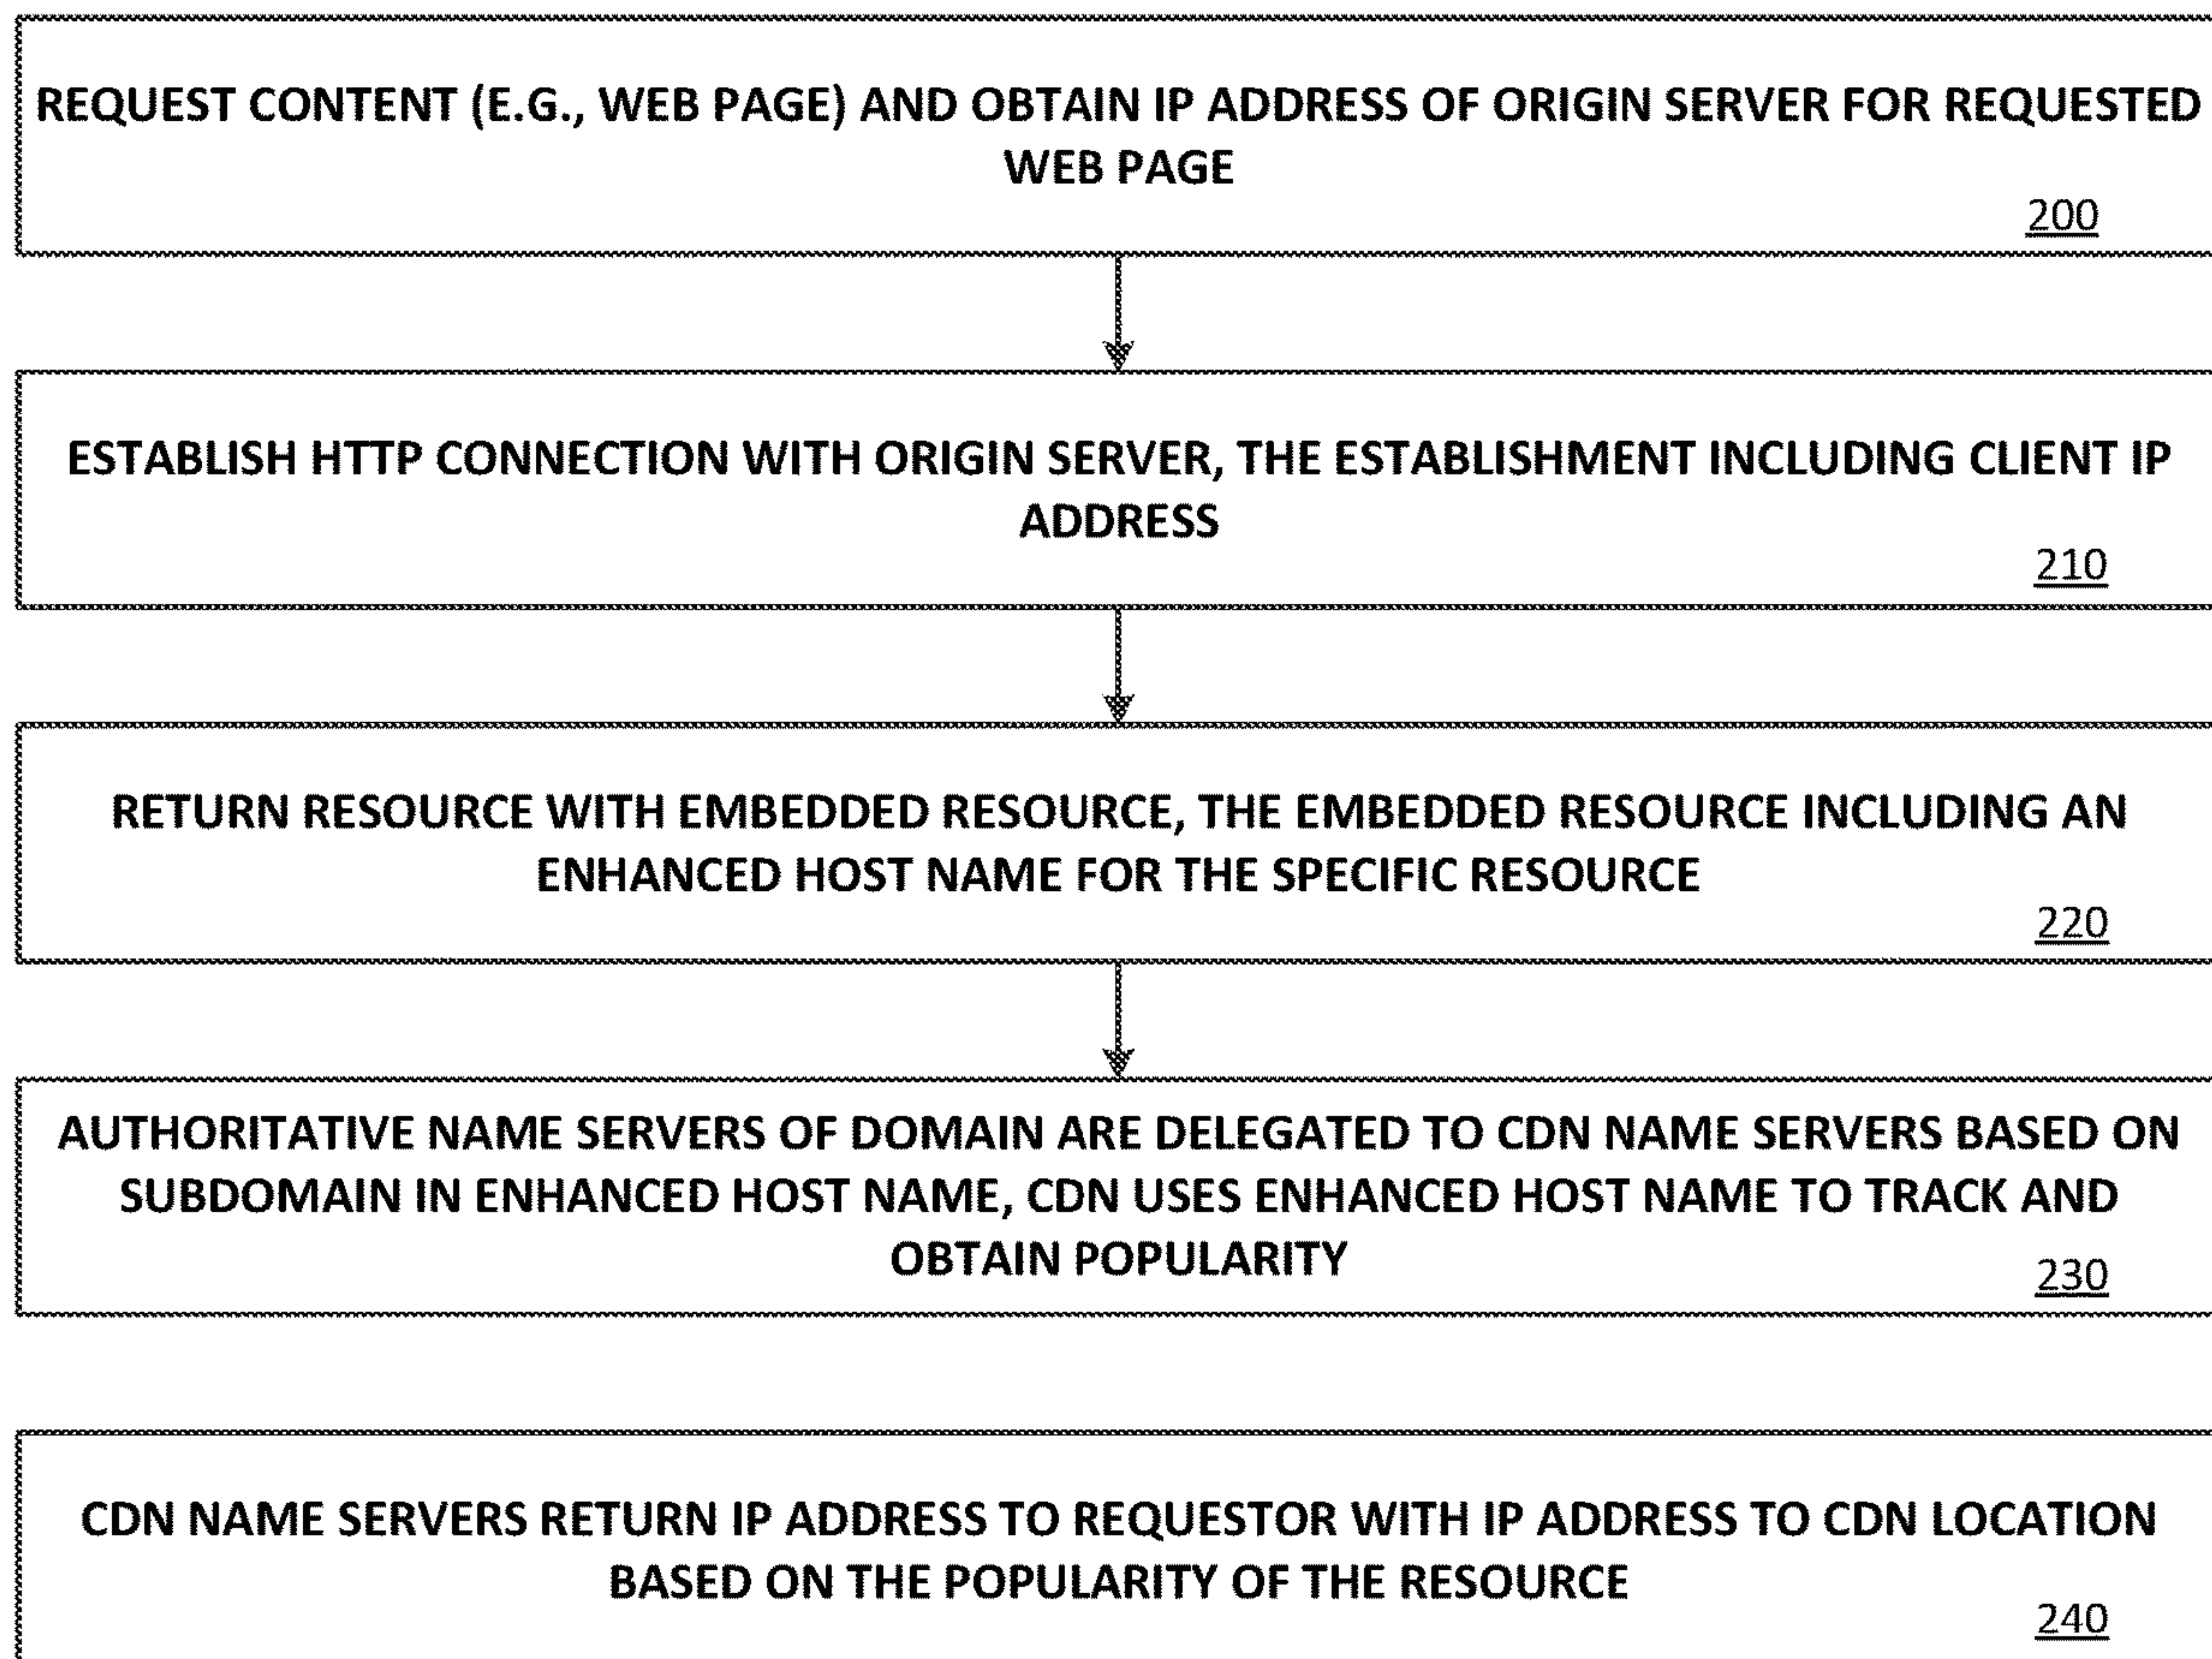 REQUEST CONTENT (E.G., WEB PAGE) AND OBTAIN IP ADDRESS OF ORIGIN SERVER FOR REQUESTED
WEB PAGE
200
ESTABLISH HTTP CONNECTION WITH ORIGIN SERVER, THE ESTABLISHMENT INCLUDING CLIENT IP
ADDRESS
210
RETURN RESOURCE WITH EMBEDDED RESOURCE, THE EMBEDDED RESOURCE INCLUDING AN
ENHANCED HOST NAME FOR THE SPECIFIC RESOURCE
220
AUTHORITATIVE NAME SERVERS OF DOMAIN ARE DELEGATED TO CDN NAME SERVERS BASED ON
SUBDOMAIN IN ENHANCED HOST NAME, CDN USES ENHANCED HOST NAME TO TRACK AND
OBTAIN POPULARITY
230
CDN NAME SERVERS RETURN IP ADDRESS TO REQUESTOR WITH IP ADDRESS TO CDN LOCATION
BASED ON THE POPULARITY OF THE RESOURCE
240